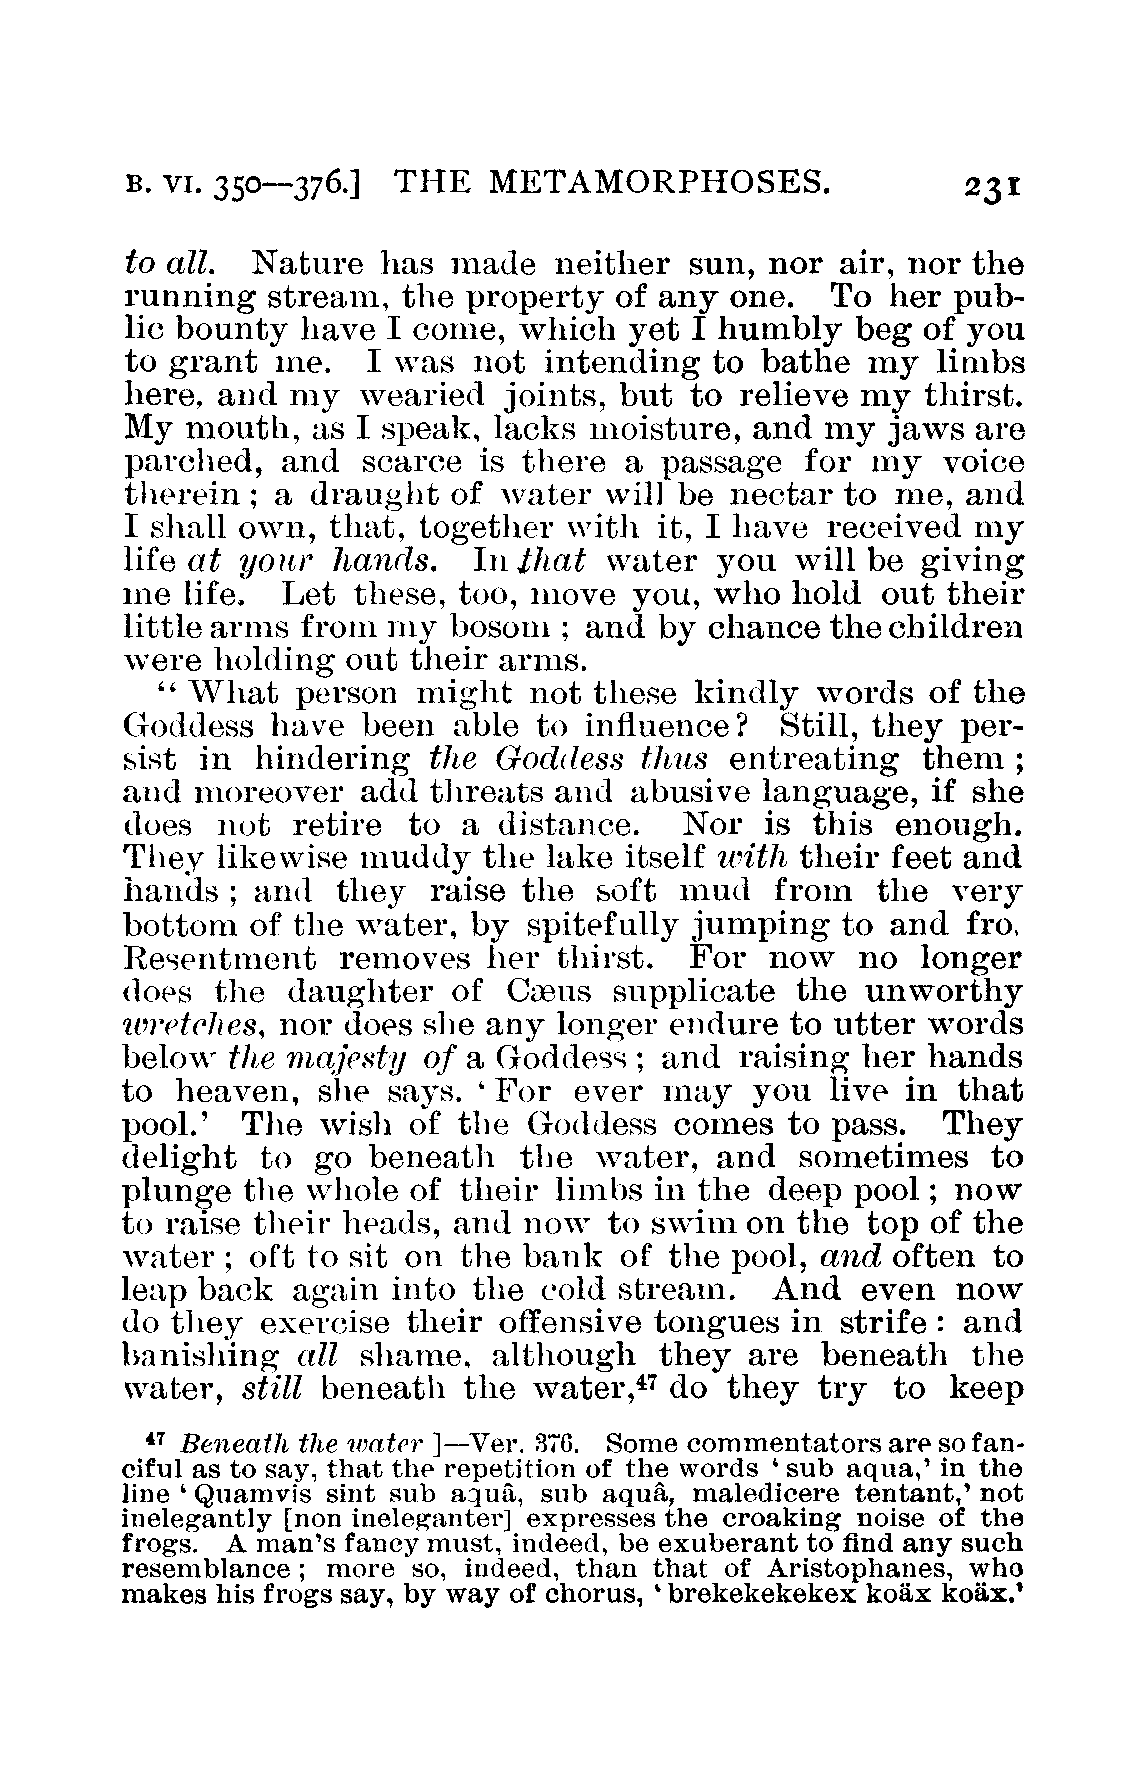 B. VI. 350—376.] THE METAMORPHOSES. 231
to all. Nature has made neither sun, nor air, nor the
running stream, the property of any one. To her pub-
lic bounty have I come, which yet I humbly beg of you
to grant me. I was not intending to bathe my limbs
here, and my wearied joints, but to relieve my thirst.
My mouth, as I speak, lacks moisture, and my jaws are
parched, and scarce is there a passage for my voice
therein; a draught of water will be nectar to me, and
I shall own, that, together with it, I have received my
life at your hands. In that water you will be giving
me life. Let these, too, move you, who hold out their
little arms from my bosom; and by chance the children
were holding out their arms.
“ What person might not these kindly words of the
Goddess have been able to influence? Still, they per-
sist in hindering the Goddess thus entreating them;
and moreover add threats and abusive language, if she
does not retire to a distance. Nor is this enough.
They likewise muddy the lake itself with their feet and
hands; and they raise the soft mud from the very
bottom of the water, by spitefully jumping to and fro.
Resentment removes her thirst. For now no longer
does the daughter of Cæus supplicate the unworthy
wretches, nor does she any longer endure to utter words
below the majesty of a Goddess; and raising her hands
to heaven, she says. ‘For ever may you live in that
pool.’ The wish of the Goddess comes to pass. They
delight to go beneath the water, and sometimes to
plunge the whole of their limbs in the deep pool; now
to raise their heads, and now to swim on the top of the
water; oft to sit on the bank of the pool, and often to
leap back again into the cold stream. And even now
do they exercise their offensive tongues in strife: and
banishing all shame, although they are beneath the
water, still beneath the water,⁴⁷ do they try to keep
⁴⁷ Beneath the water]—Ver. 376. Some commentators are so fan-
ciful as to say, that the repetition of the words ‘sub aqua,’ in the
line ‘Quamvis sint sub aquâ, sub aquâ, maledicere tentant,’ not
inelegantly [non ineleganter] expresses the croaking noise of the
frogs. A man's fancy must, indeed, be exuberant to find any such
resemblance; more so, indeed, than that of Aristophanes, who
makes his frogs say, by way of chorus, ‘brekekekekex koäx koäx.’